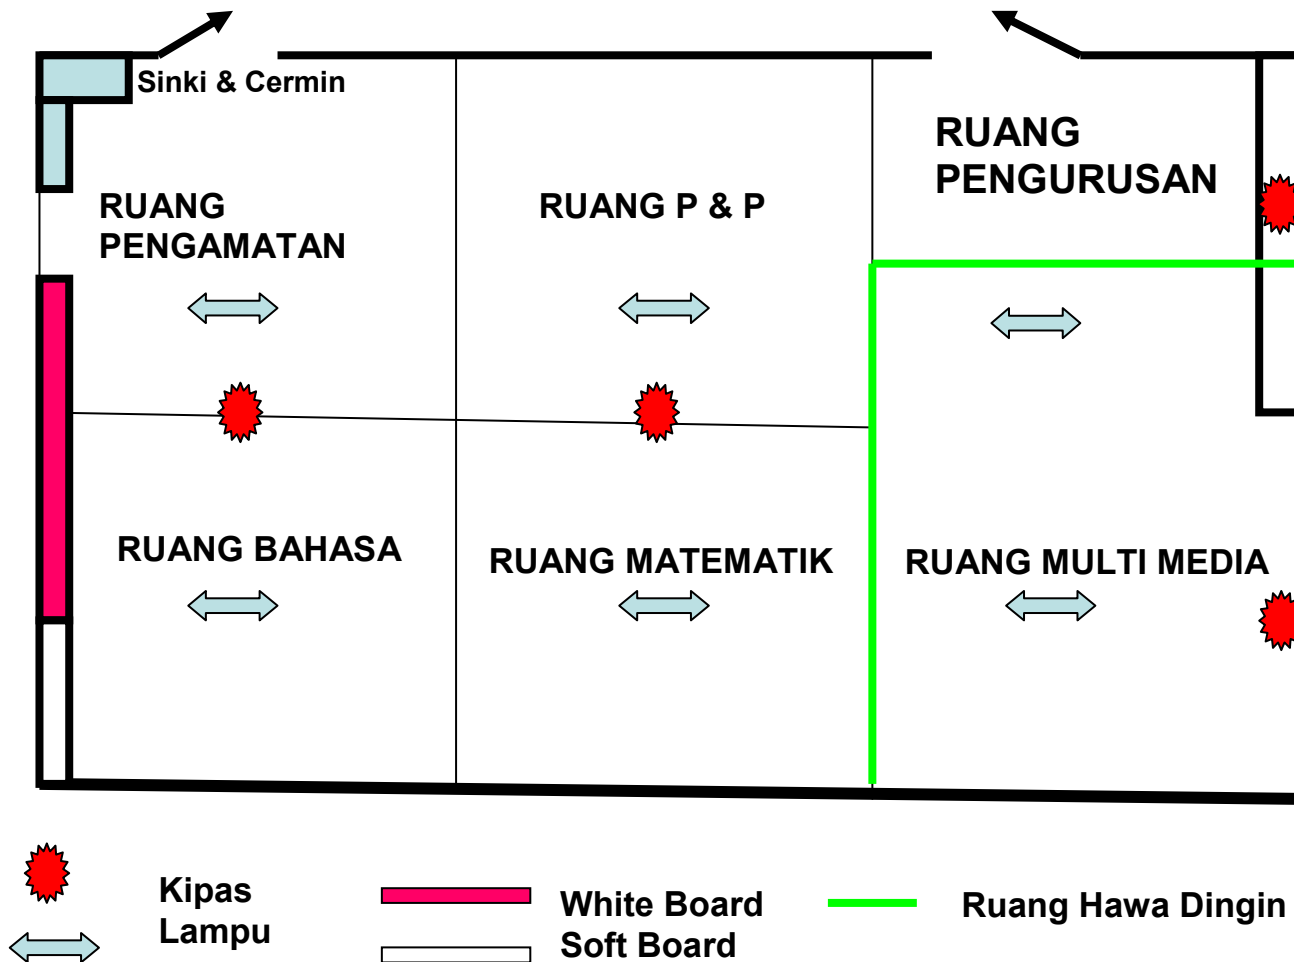 Sinki & Cermin
RUANG
PENGURUSAN
RUANG
PENGAMATAN
RUANG P & P
RUANG BAHASA
RUANG MATEMATIK
RUANG MULTI MEDIA
Kipas
Lampu
White Board
Soft Board
Ruang Hawa Dingin